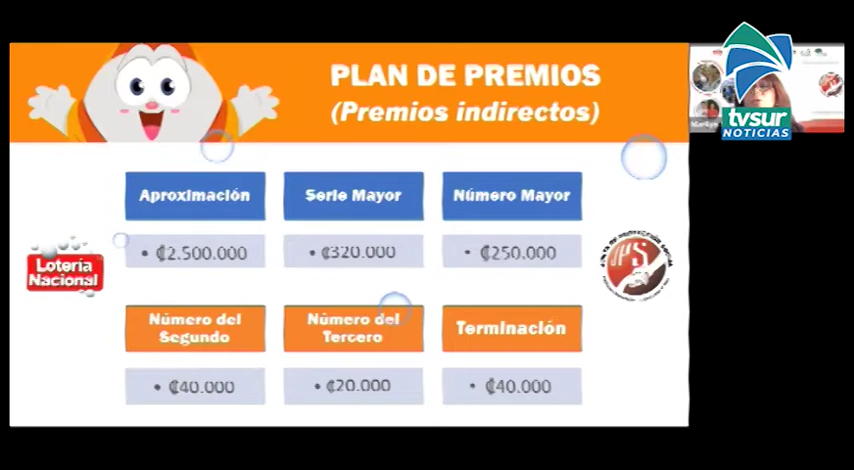 PLAN DE PREMIOS
(Premios indirectos)
tvsur
NOTICIAS
Aproximación
Serie Mayor
Número Mayor
• ₡2.500.000
• ₡320.000
• ₡250.000
Lotería
Nacional
JPS
Número del
Segundo
Número del
Tercero
Terminación
• ₡40.000
• ₡20.000
• ₡40.000